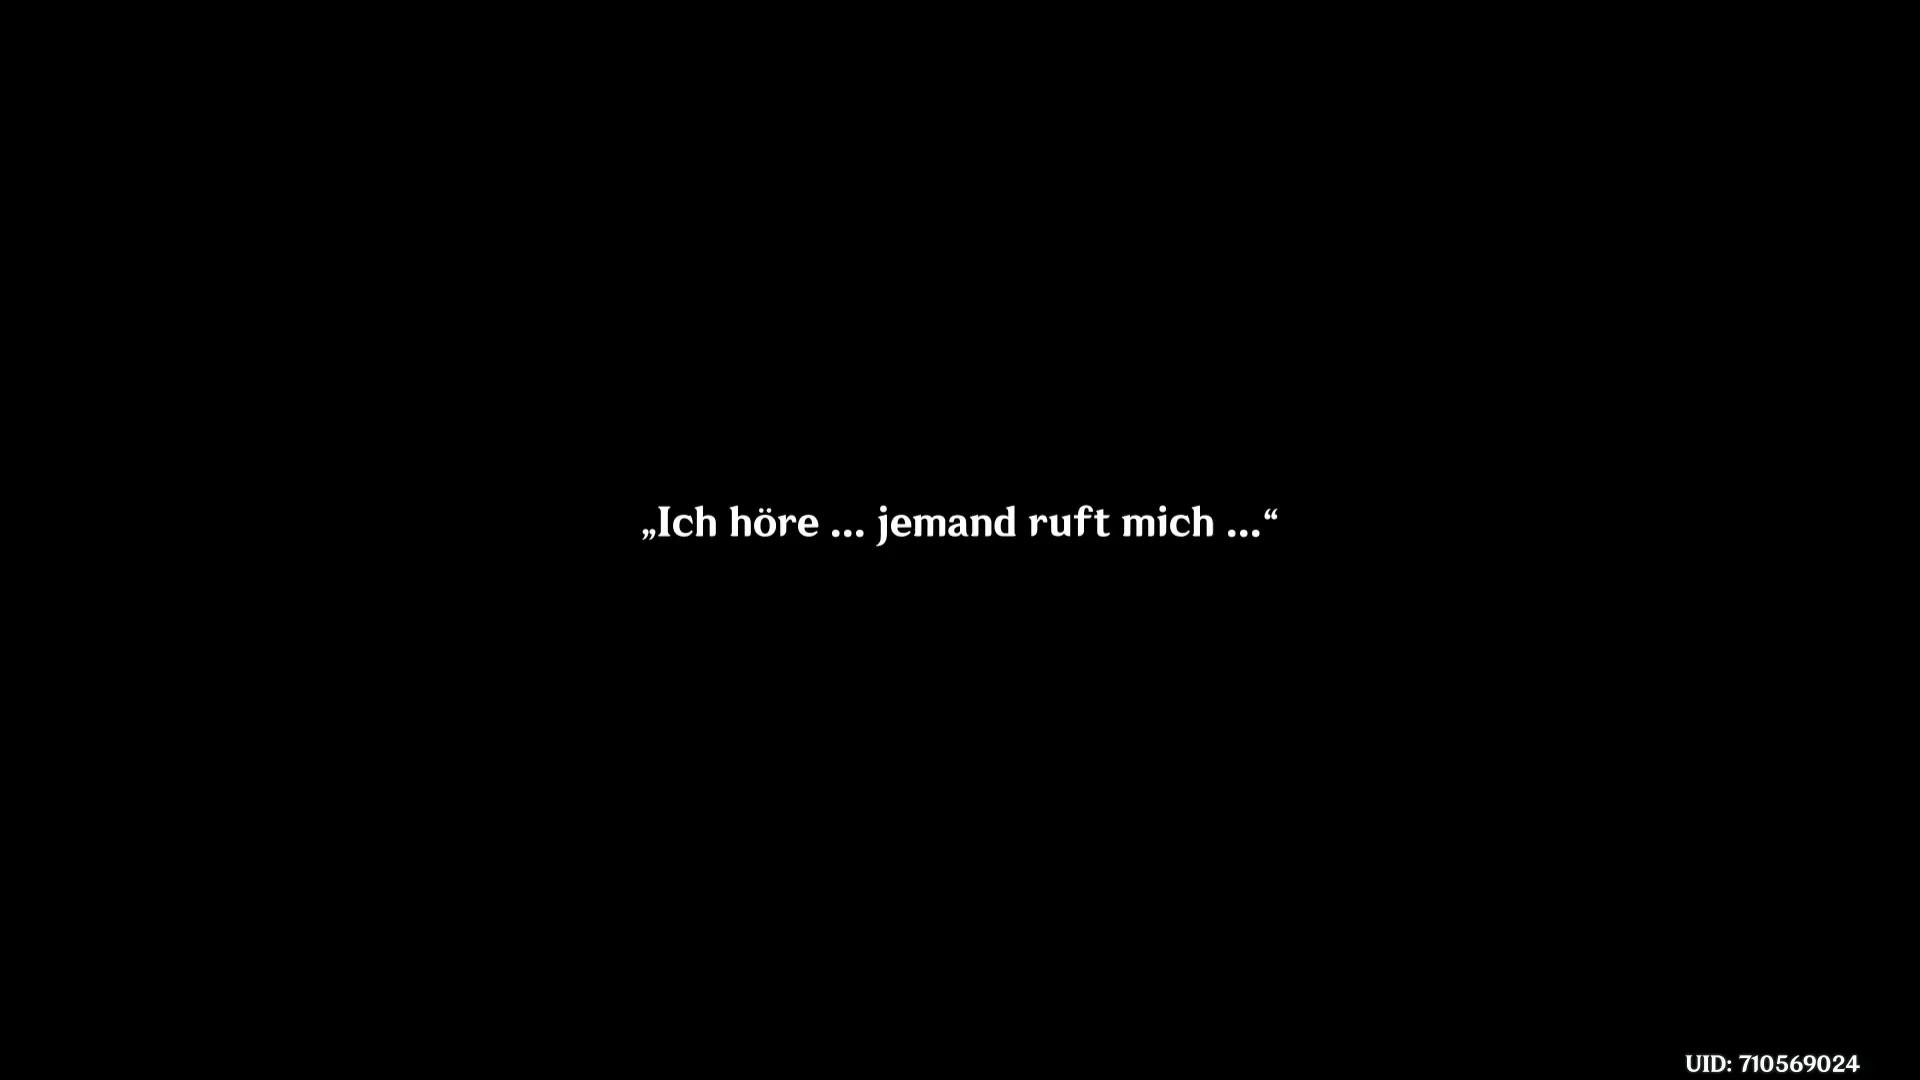 „Ich höre ... jemand ruft mich ...“
UID: 710569024